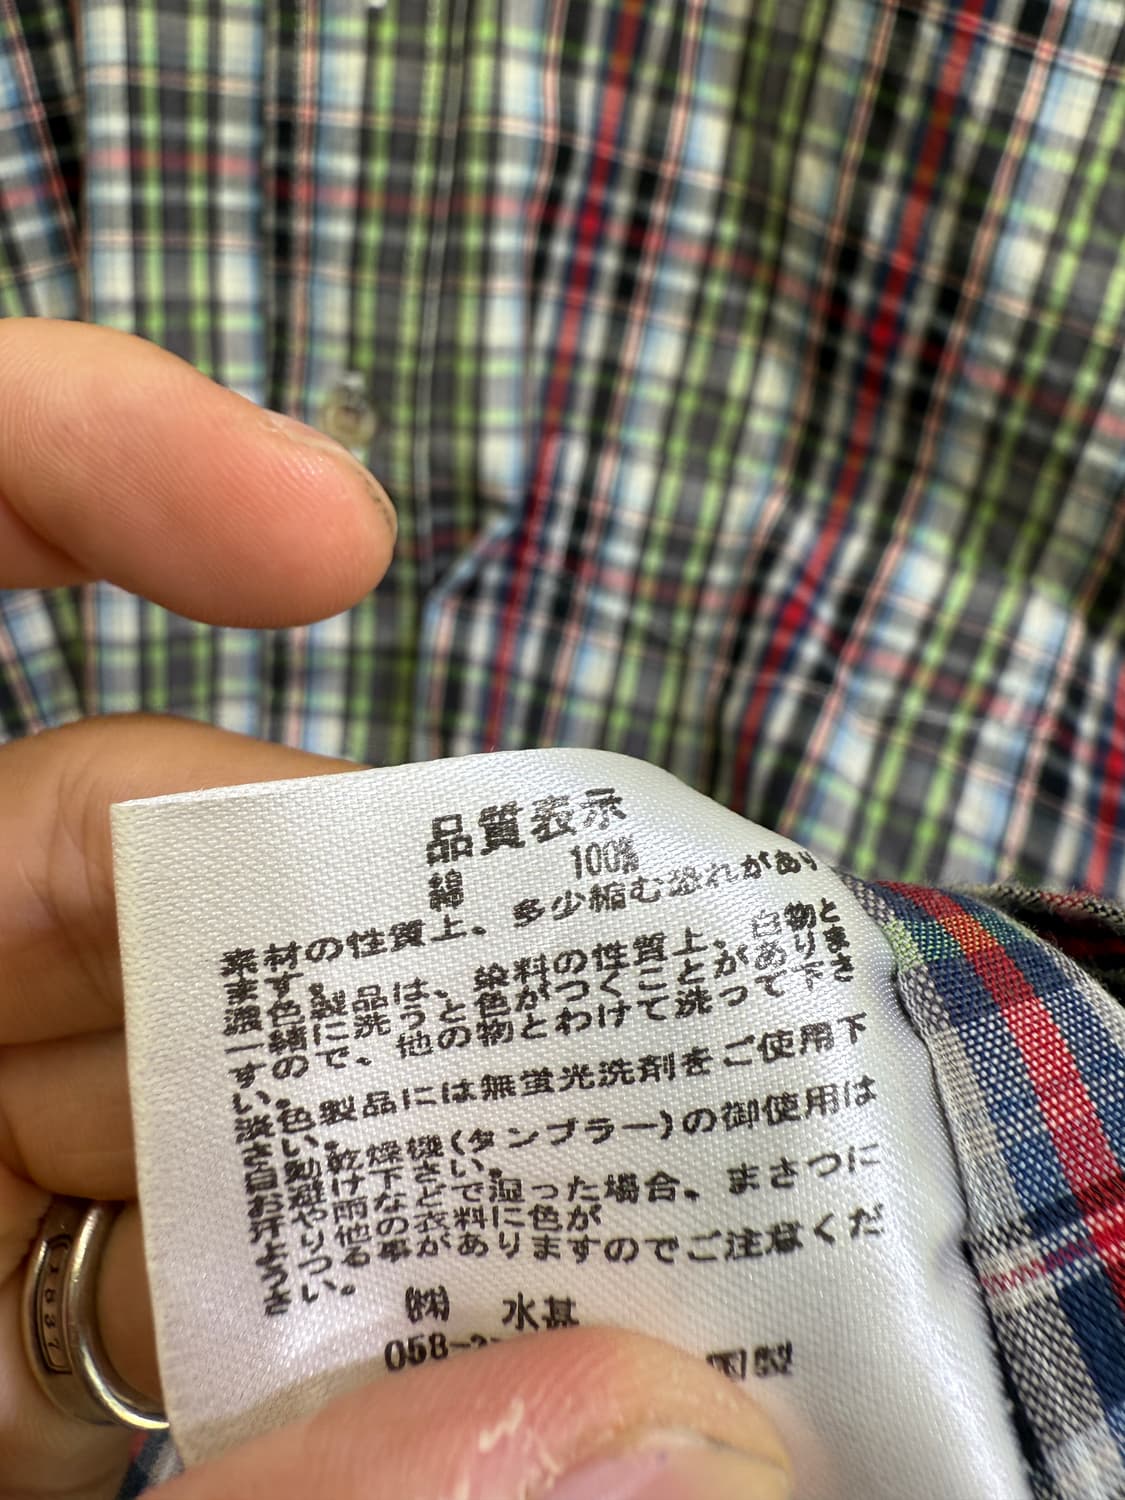 品質表示
綿 100%
素材の性質上、多少縮む恐れがあり
ます。
濃色製品は、染料の性質上、白物と
一緒に洗うと色がつくことがありま
すので、他の物とわけて洗って下さ
い。
淡色製品には無蛍光洗剤をご使用下
さい。
自動乾燥機(タンブラー)の御使用は
お避け下さい。
汗や雨などで湿った場合、まさつに
より他の衣料に色が
つる事がありますのでご注意くだ
さい。
(株) 水甚
058-
国製
1837